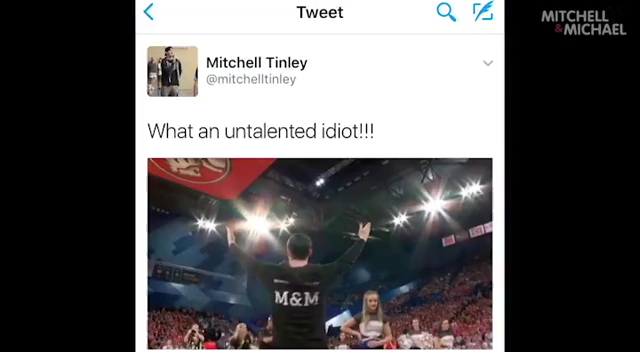 Tweet
MITCHELL
&MICHAEL
Mitchell Tinley
@mitchelltinley
What an untalented idiot!!!
M&M